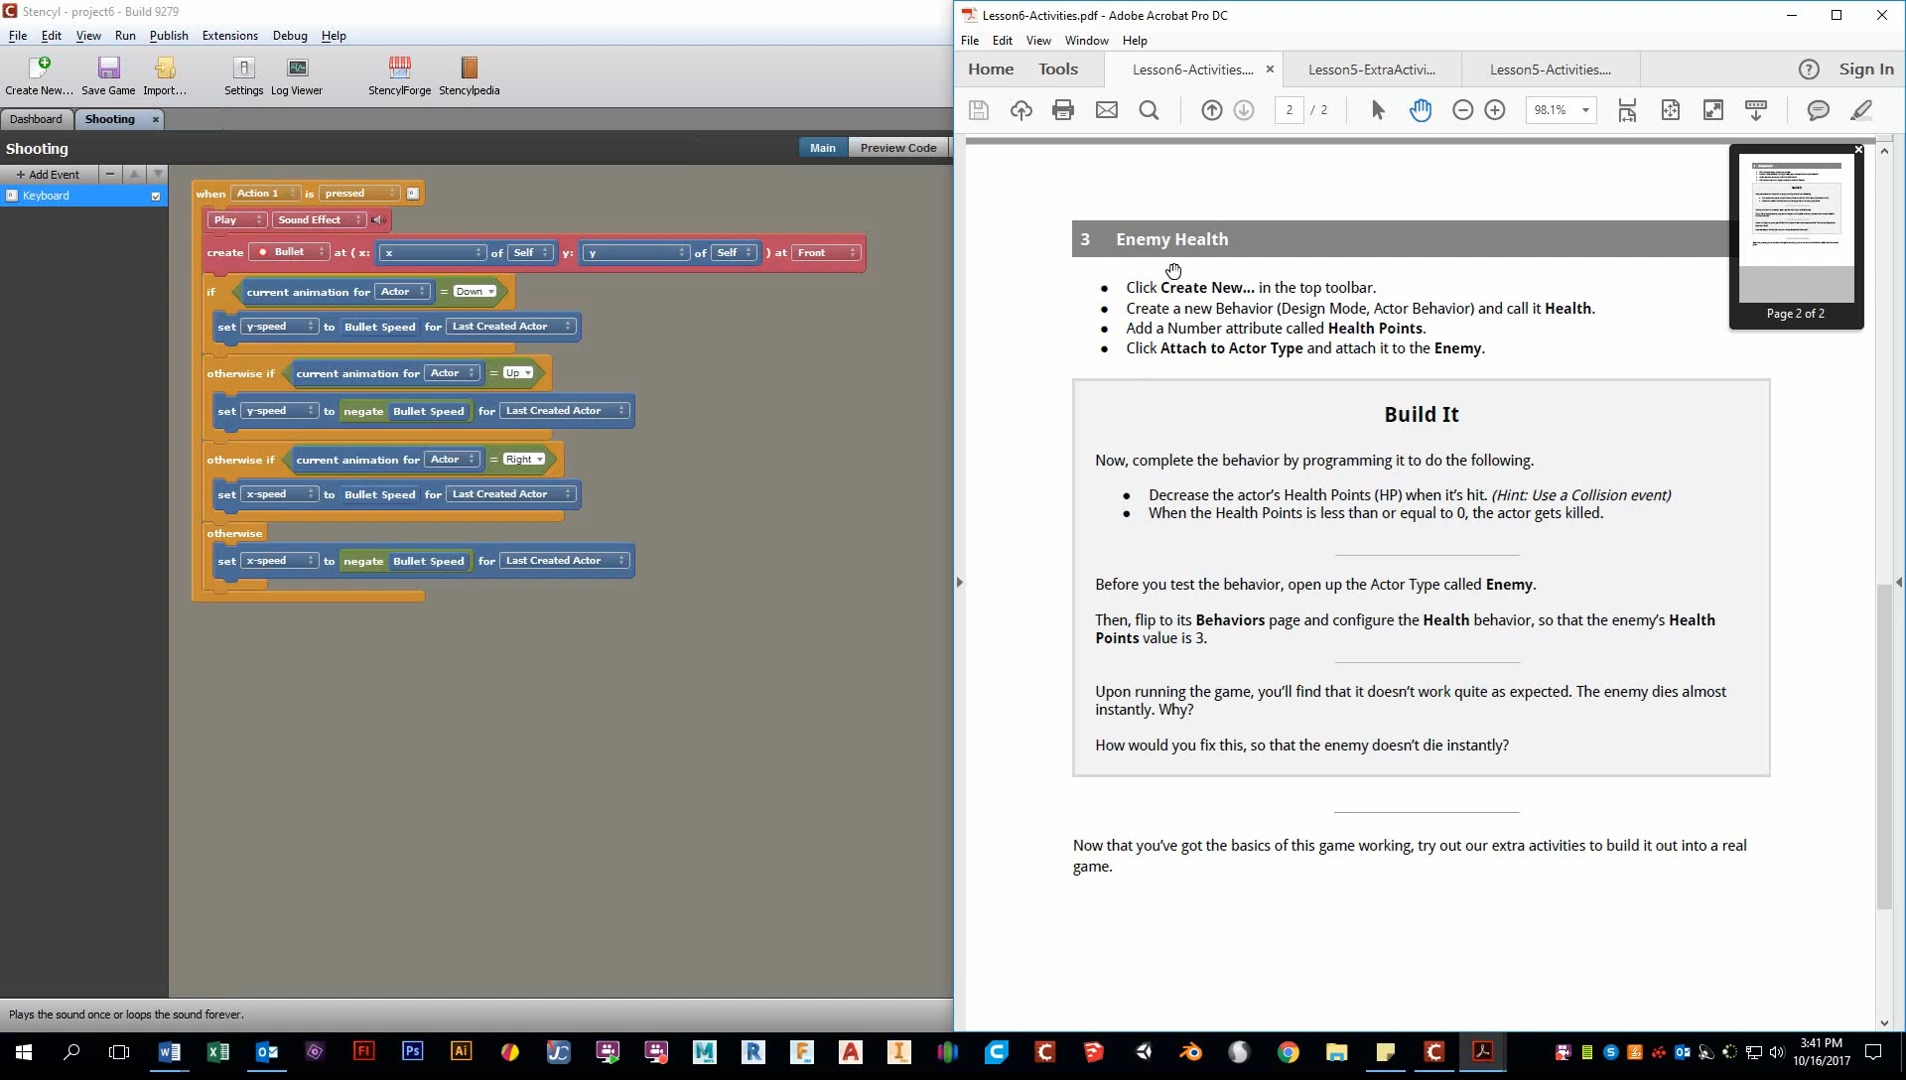 Stencyl - project6 - Build 9279
File Edit View Run Publish Extensions Debug Help
Create New... Save Game Import... Settings Log Viewer StencylForge Stencylpedia
Dashboard Shooting ×
Shooting Main Preview Code
+ Add Event
Keyboard
when Action 1 is pressed
Play Sound Effect
create Bullet at ( x: x of Self y: y of Self ) at Front
if current animation for Actor = Down
set y-speed to Bullet Speed for Last Created Actor
otherwise if current animation for Actor = Up
set y-speed to negate Bullet Speed for Last Created Actor
otherwise if current animation for Actor = Right
set x-speed to Bullet Speed for Last Created Actor
otherwise
set x-speed to negate Bullet Speed for Last Created Actor
Plays the sound once or loops the sound forever.
Lesson6-Activities.pdf - Adobe Acrobat Pro DC
File Edit View Window Help
Home Tools Lesson6-Activities.... × Lesson5-ExtraActivi... Lesson5-Activities.... Sign In
2 / 2 98.1%
Page 2 of 2
3 Enemy Health
● Click Create New... in the top toolbar.
● Create a new Behavior (Design Mode, Actor Behavior) and call it Health.
● Add a Number attribute called Health Points.
● Click Attach to Actor Type and attach it to the Enemy.
Build It
Now, complete the behavior by programming it to do the following.
● Decrease the actor's Health Points (HP) when it's hit. (Hint: Use a Collision event)
● When the Health Points is less than or equal to 0, the actor gets killed.
Before you test the behavior, open up the Actor Type called Enemy.
Then, flip to its Behaviors page and configure the Health behavior, so that the enemy's Health
Points value is 3.
Upon running the game, you'll find that it doesn't work quite as expected. The enemy dies almost
instantly. Why?
How would you fix this, so that the enemy doesn't die instantly?
Now that you've got the basics of this game working, try out our extra activities to build it out into a real
game.
3:41 PM
10/16/2017